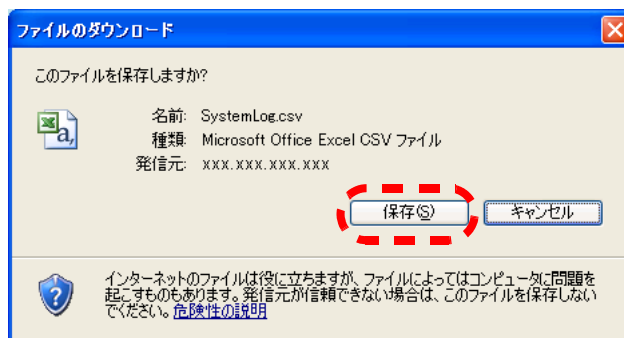 ファイルのダウンロード
このファイルを保存しますか?
名前: SystemLog.csv
種類: Microsoft Office Excel CSV ファイル
発信元: xxx.xxx.xxx.xxx
保存(S) キャンセル
インターネットのファイルは役に立ちますが、ファイルによってはコンピュータに問題を
起こすものもあります。発信元が信頼できない場合は、このファイルを保存しない
でください。危険性の説明